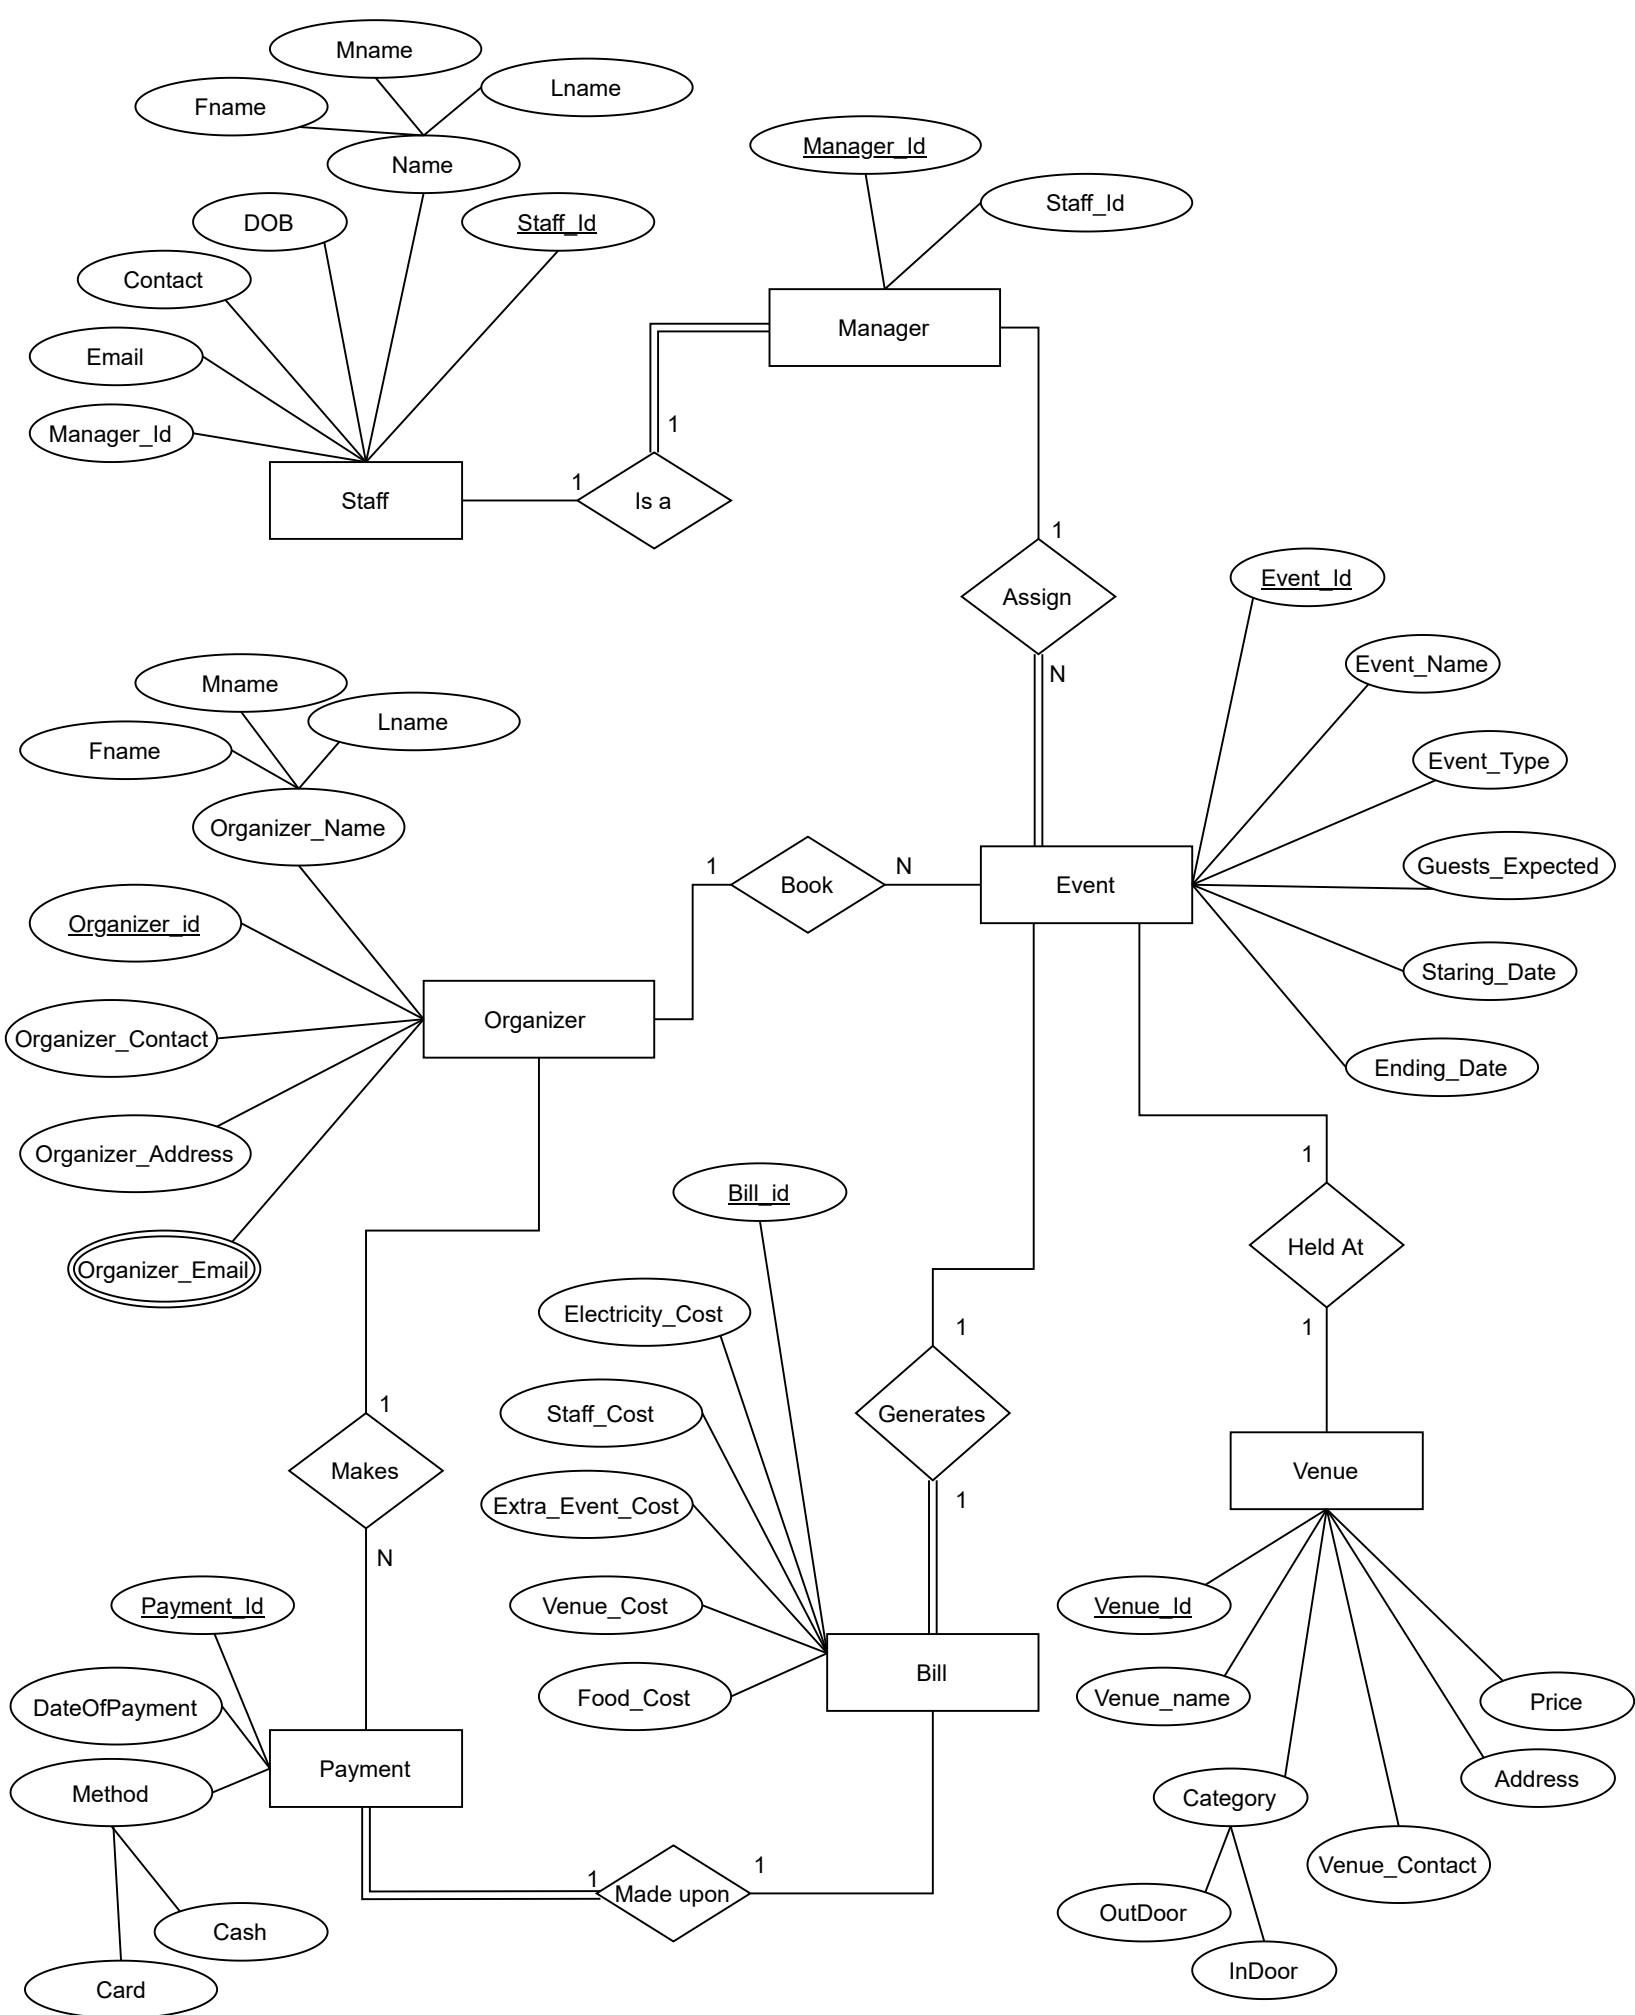 Mname
Lname
Fname
Name
Manager_Id
Staff_Id
DOB
Staff_Id
Contact
Email
Manager_Id
Manager
1
Staff
1
Is a
1
Assign
N
Event_Id
Event_Name
Event_Type
Guests_Expected
Staring_Date
Ending_Date
Mname
Lname
Fname
Organizer_Name
Organizer_id
Organizer_Contact
Organizer_Address
Organizer_Email
Organizer
1
Book
N
Event
1
Held At
1
Bill_id
Electricity_Cost
Staff_Cost
Extra_Event_Cost
Venue_Cost
Food_Cost
1
Generates
1
Bill
Venue
1
Makes
N
Payment_Id
DateOfPayment
Method
Cash
Card
Payment
1
Made upon
1
Venue_Id
Venue_name
Category
OutDoor
InDoor
Venue_Contact
Address
Price